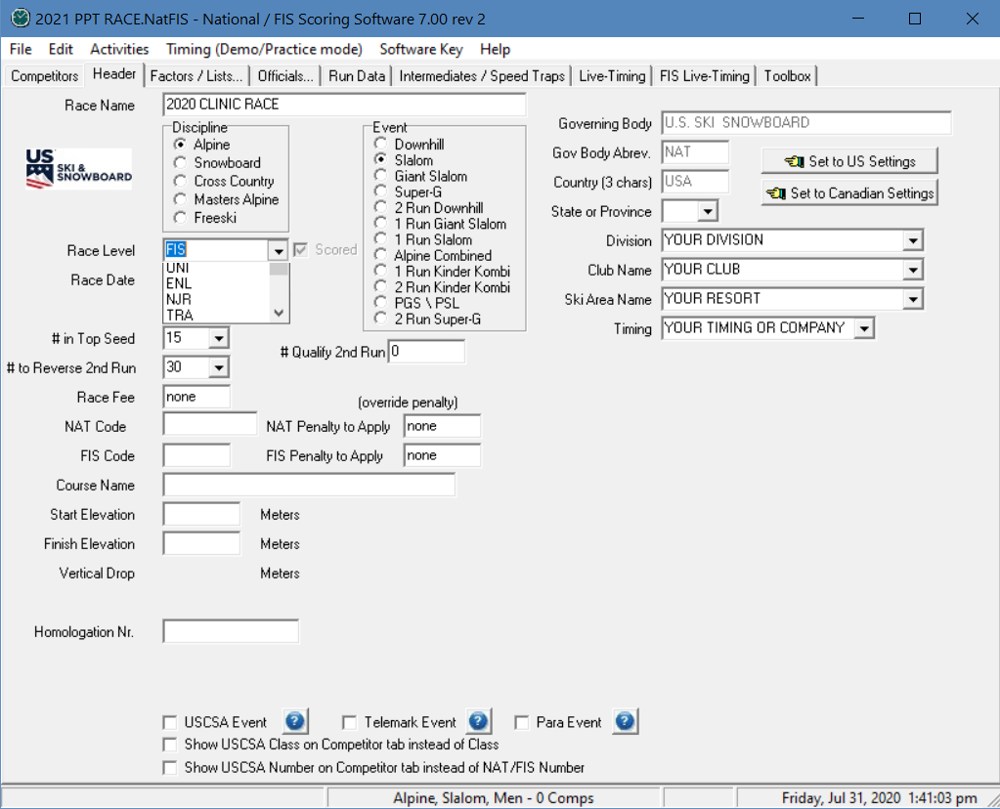 2021 PPT RACE.NatFIS - National / FIS Scoring Software 7.00 rev 2
File Edit Activities Timing (Demo/Practice mode) Software Key Help
Competitors Header Factors / Lists... Officials... Run Data Intermediates / Speed Traps Live-Timing FIS Live-Timing Toolbox
Race Name 2020 CLINIC RACE
Discipline
Alpine
Snowboard
Cross Country
Masters Alpine
Freeski
Event
Downhill
Slalom
Giant Slalom
Super-G
2 Run Downhill
1 Run Giant Slalom
1 Run Slalom
Alpine Combined
1 Run Kinder Kombi
2 Run Kinder Kombi
PGS \ PSL
2 Run Super-G
US SKI &
SNOWBOARD
Race Level FIS Scored
UNI
ENL
NJR
TRA
Race Date
# in Top Seed 15
# Qualify 2nd Run 0
# to Reverse 2nd Run 30
Race Fee none
(override penalty)
NAT Code NAT Penalty to Apply none
FIS Code FIS Penalty to Apply none
Course Name
Start Elevation Meters
Finish Elevation Meters
Vertical Drop Meters
Homologation Nr.
Governing Body U.S. SKI SNOWBOARD
Gov Body Abrev. NAT
Set to US Settings
Country (3 chars) USA
Set to Canadian Settings
State or Province
Division YOUR DIVISION
Club Name YOUR CLUB
Ski Area Name YOUR RESORT
Timing YOUR TIMING OR COMPANY
USCSA Event ? Telemark Event ? Para Event ?
Show USCSA Class on Competitor tab instead of Class
Show USCSA Number on Competitor tab instead of NAT/FIS Number
Alpine, Slalom, Men - 0 Comps Friday, Jul 31, 2020 1:41:03 pm